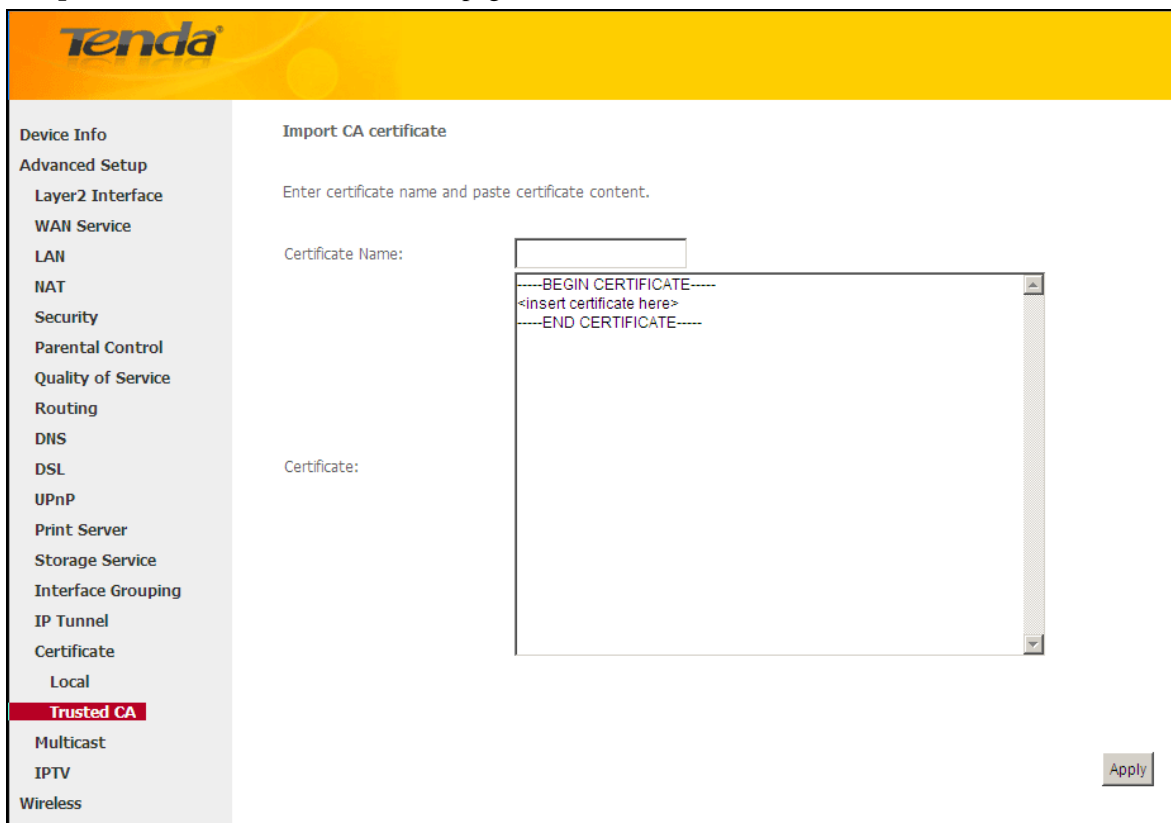 Tenda®
Device Info
Advanced Setup
Layer2 Interface
WAN Service
LAN
NAT
Security
Parental Control
Quality of Service
Routing
DNS
DSL
UPnP
Print Server
Storage Service
Interface Grouping
IP Tunnel
Certificate
Local
Trusted CA
Multicast
IPTV
Wireless
Import CA certificate
Enter certificate name and paste certificate content.
Certificate Name:
Certificate:
-----BEGIN CERTIFICATE-----
<insert certificate here>
-----END CERTIFICATE-----
Apply